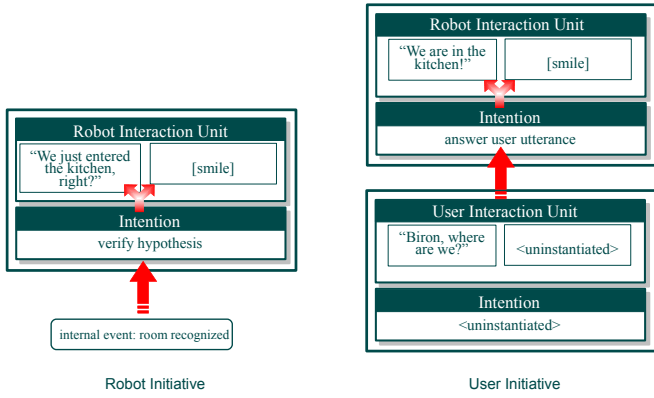 Robot Interaction Unit
“We just entered
the kitchen,
right?”
[smile]
Intention
verify hypothesis
internal event: room recognized
Robot Initiative
Robot Interaction Unit
“We are in the
kitchen!”
[smile]
Intention
answer user utterance
User Interaction Unit
“Biron, where
are we?”
<uninstantiated>
Intention
<uninstantiated>
User Initiative